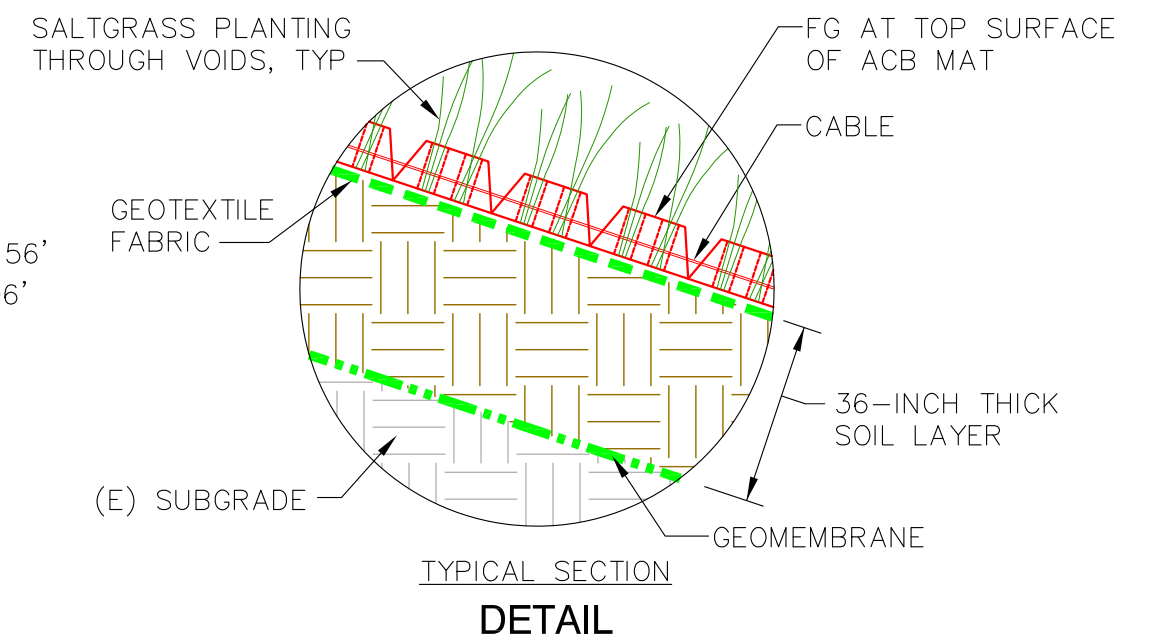 SALTGRASS PLANTING
THROUGH VOIDS, TYP
FG AT TOP SURFACE
OF ACB MAT
CABLE
GEOTEXTILE
FABRIC
56'
6'
36-INCH THICK
SOIL LAYER
(E) SUBGRADE
GEOMEMBRANE
TYPICAL SECTION
DETAIL